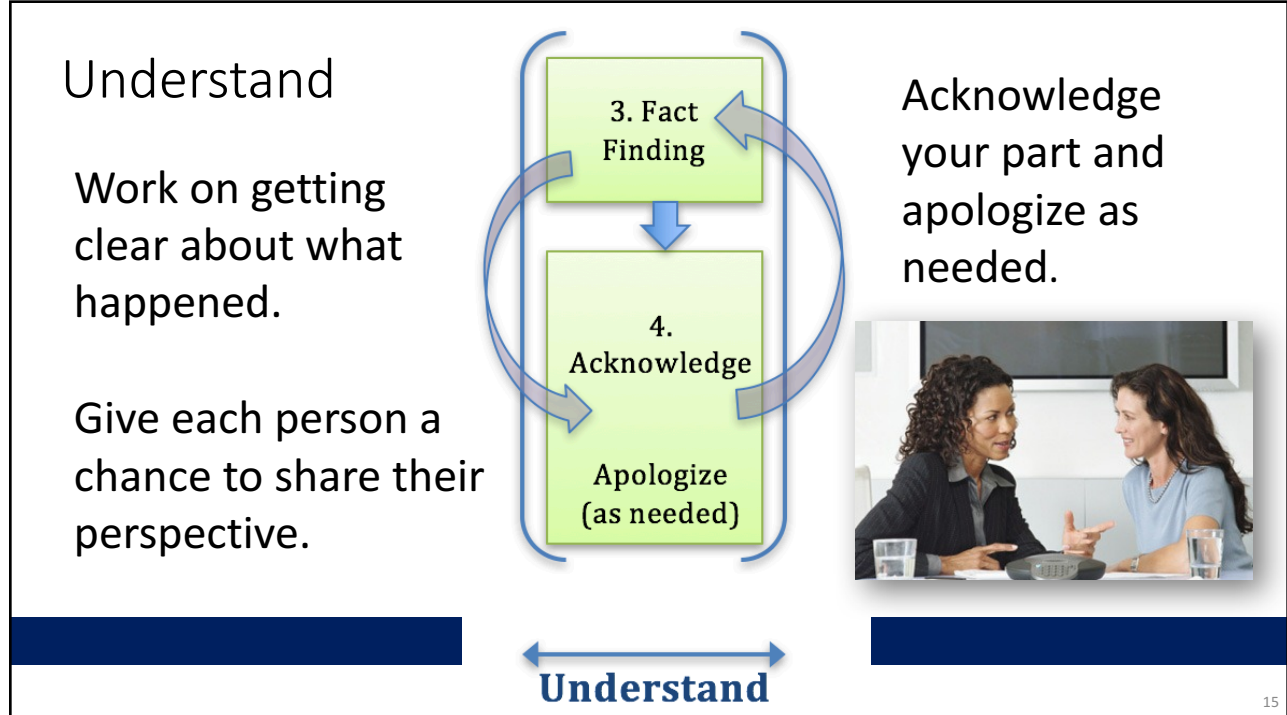 Understand
Work on getting
clear about what
happened.
Give each person a
chance to share their
perspective.
3. Fact
Finding
4.
Acknowledge
Apologize
(as needed)
Understand
Acknowledge
your part and
apologize as
needed.
15